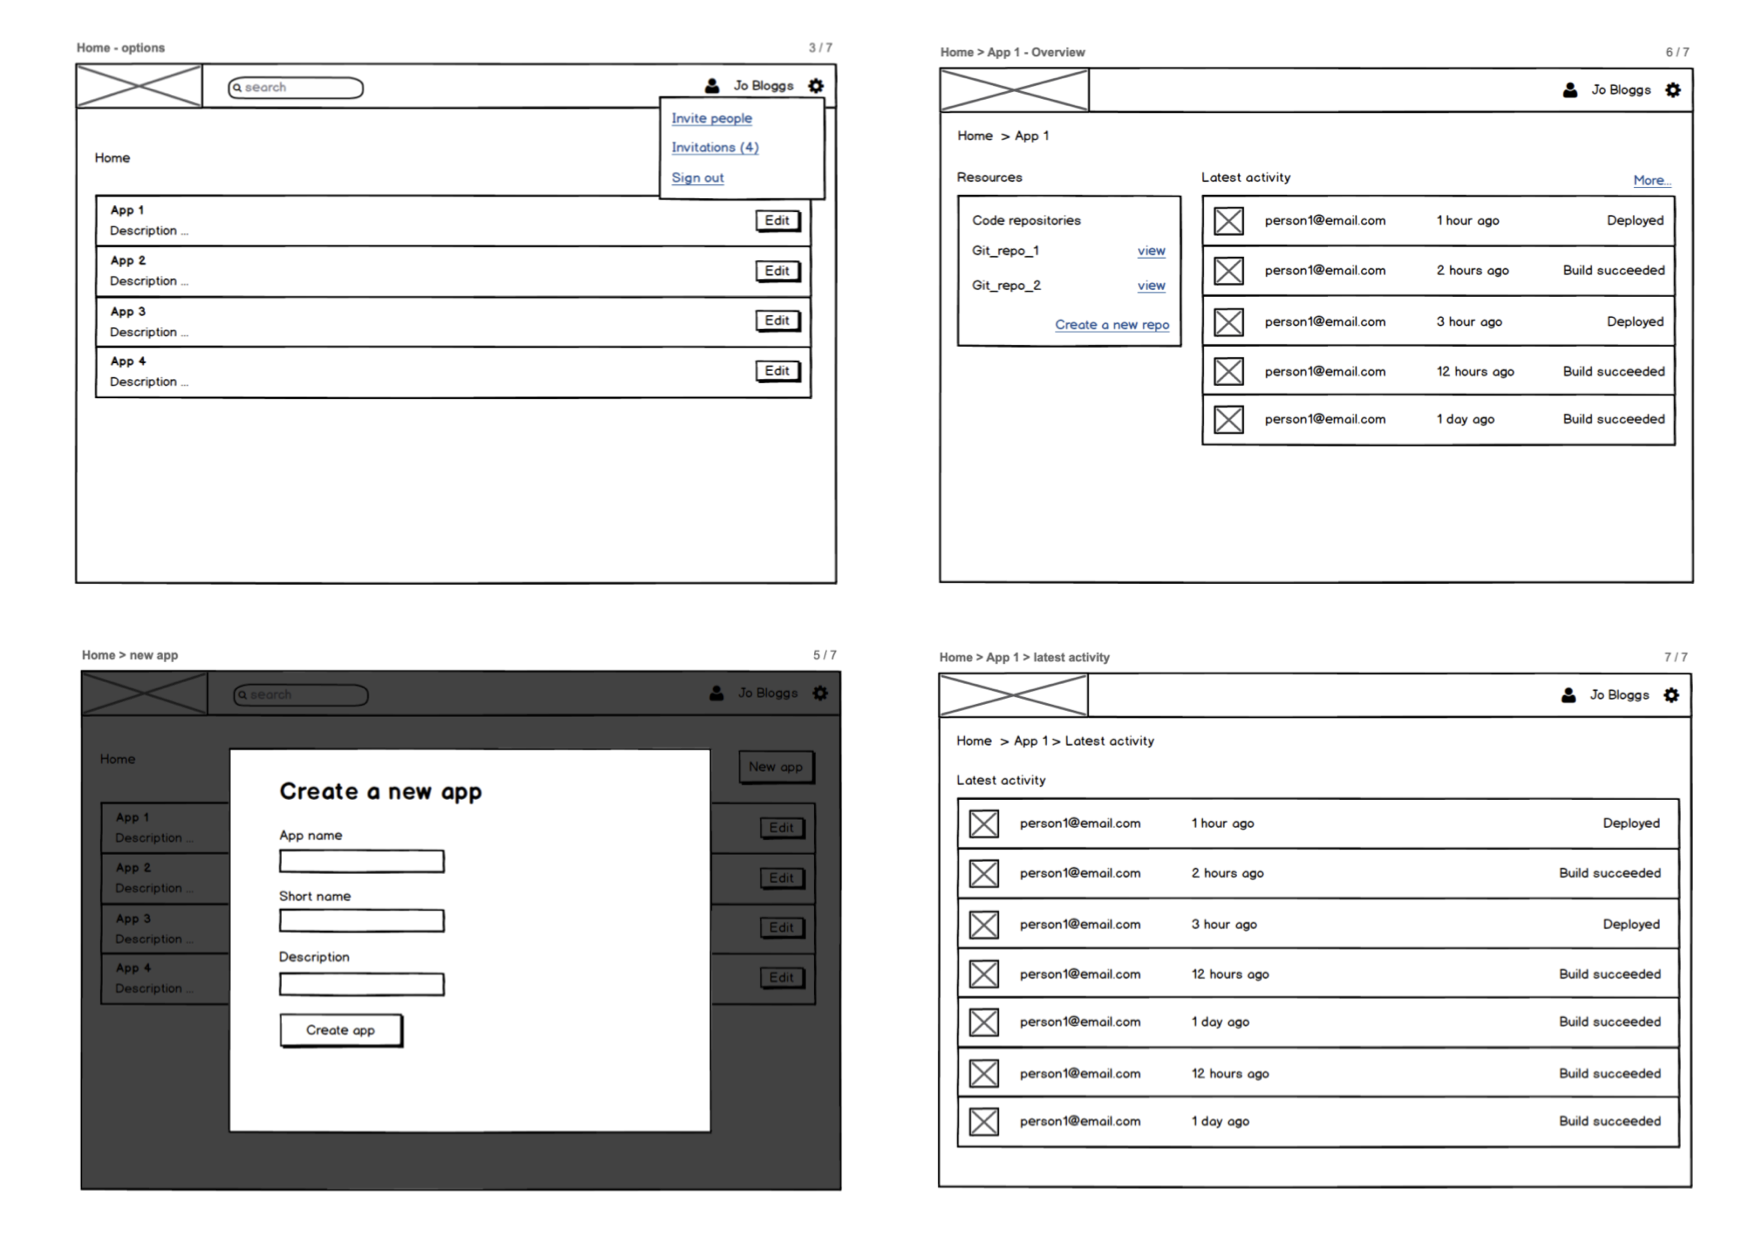 Home - options 3 / 7
search Jo Bloggs
Invite people
Invitations (4)
Sign out
Home
App 1
Description ...
Edit
App 2
Description ...
Edit
App 3
Description ...
Edit
App 4
Description ...
Edit
Home > App 1 - Overview 6 / 7
Jo Bloggs
Home > App 1
Resources
Code repositories
Git_repo_1 view
Git_repo_2 view
Create a new repo
Latest activity More...
person1@email.com 1 hour ago Deployed
person1@email.com 2 hours ago Build succeeded
person1@email.com 3 hour ago Deployed
person1@email.com 12 hours ago Build succeeded
person1@email.com 1 day ago Build succeeded
Home > new app 5 / 7
search Jo Bloggs
Home New app
App 1
Description ...
Edit
App 2
Description ...
Edit
App 3
Description ...
Edit
App 4
Description ...
Edit
Create a new app
App name
Short name
Description
Create app
Home > App 1 > latest activity 7 / 7
Jo Bloggs
Home > App 1 > Latest activity
Latest activity
person1@email.com 1 hour ago Deployed
person1@email.com 2 hours ago Build succeeded
person1@email.com 3 hour ago Deployed
person1@email.com 12 hours ago Build succeeded
person1@email.com 1 day ago Build succeeded
person1@email.com 12 hours ago Build succeeded
person1@email.com 1 day ago Build succeeded